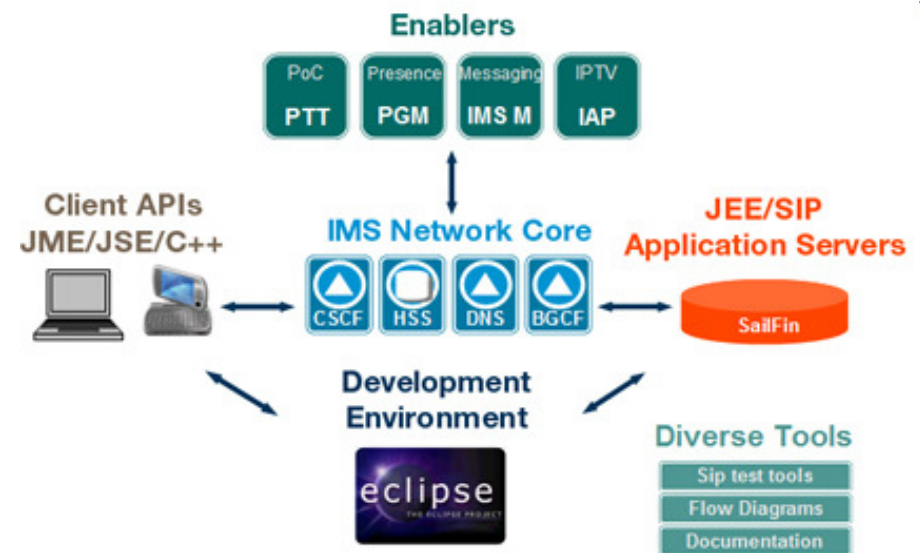 Enablers
PoC
PTT
Presence
PGM
Messaging
IMS M
IPTV
IAP
Client APIs
JME/JSE/C++
IMS Network Core
CSCF
HSS
DNS
BGCF
JEE/SIP
Application Servers
SailFin
Development
Environment
eclipse
THE ECLIPSE PROJECT
Diverse Tools
Sip test tools
Flow Diagrams
Documentation